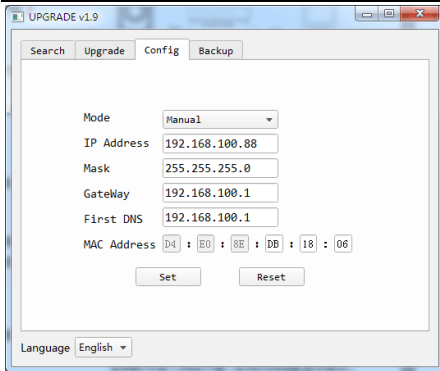 UPGRADE v1.9
Search Upgrade Config Backup
Mode Manual
IP Address 192.168.100.88
Mask 255.255.255.0
GateWay 192.168.100.1
First DNS 192.168.100.1
MAC Address D4 : E0 : 8E : DB : 18 : 06
Set Reset
Language English